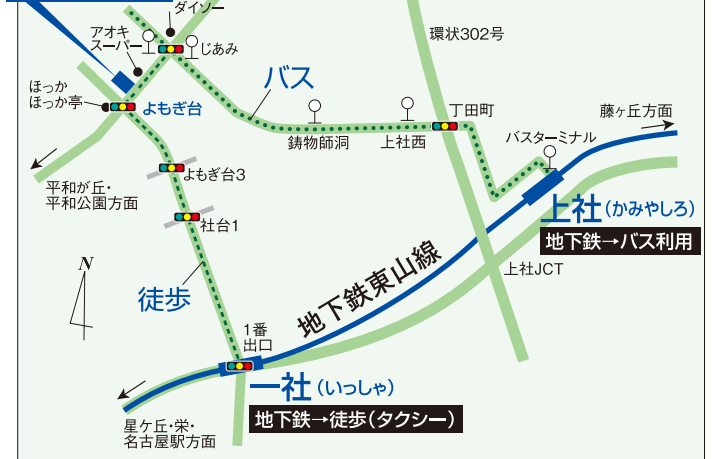 ダイソー
環状302号
アオキ
スーパー
じあみ
バス
ほっか
ほっか亭
よもぎ台
丁田町
藤ヶ丘方面
鋳物師洞
上社西
バスターミナル
よもぎ台3
平和が丘・
平和公園方面
社台1
上社(かみやしろ)
地下鉄→バス利用
N
地下鉄東山線
上社JCT
徒歩
1番
出口
一社(いっしゃ)
地下鉄→徒歩(タクシー)
星ケ丘・栄・
名古屋駅方面